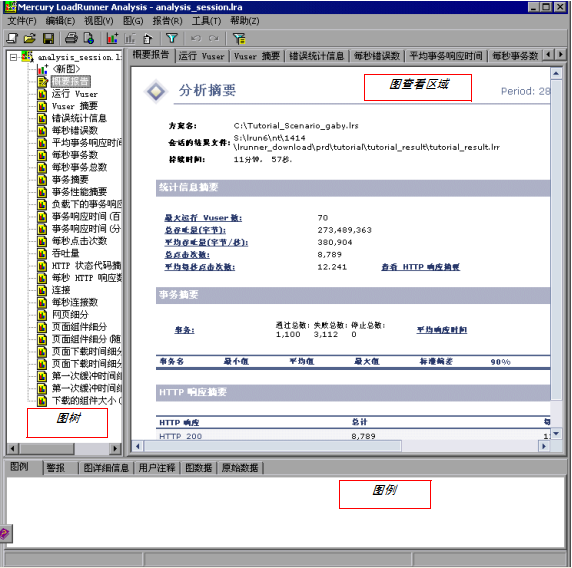 Mercury LoadRunner Analysis - analysis_session.lra
文件(F) 编辑(E) 视图(V) 图(G) 报告(R) 工具(T) 帮助(Z)
analysis_session.l
<新图>
概要报告
运行 Vuser
Vuser 摘要
错误统计信息
每秒错误数
平均事务响应时间
每秒事务数
每秒事务总数
事务摘要
事务性能摘要
负载下的事务响应
事务响应时间(百
事务响应时间(分
每秒点击次数
吞吐量
HTTP 状态代码摘
每秒 HTTP 响应数
连接
每秒连接数
网页细分
页面组件细分
页面组件细分(随
页面下载时间细分
页面下载时间细分
第一次缓冲时间细
第一次缓冲时间细
下载的组件大小(
图树
概要报告 运行 Vuser Vuser 摘要 错误统计信息 每秒错误数 平均事务响应时间 每秒事务数
分析摘要
图查看区域
Period: 28
方案名: C:\Tutorial_Scenario_gaby.lrs
会话的结果文件: S:\lrun6\nt\1414
\lrunner_download\prd\tutorial\tutorial_result\tutorial_result.lrr
持续时间: 11分钟, 57秒.
统计信息摘要
最大运行 Vuser 数: 70
总吞吐量(字节): 273,489,363
平均吞吐量(字节/秒): 380,904
总点击次数: 8,789
平均每秒点击次数: 12.241 查看 HTTP 响应摘要
事务摘要
事务: 通过总数: 失败总数: 停止总数: 平均响应时间
1,100 3,112 0
事务名 最小值 平均值 最大值 标准偏差 90%
HTTP 响应摘要
HTTP 响应 总计 每
HTTP 200 8,789
图例 警报 图详细信息 用户注释 图数据 原始数据
图例